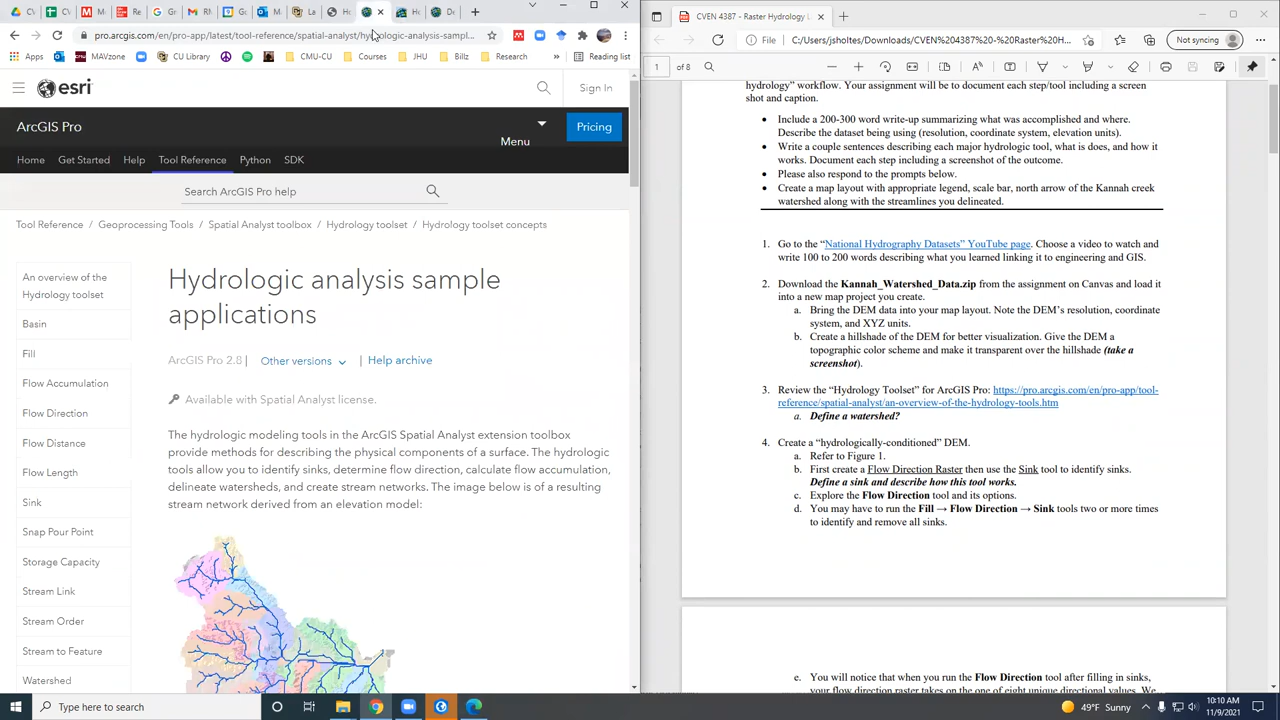 CMU
M
Re
G
ArcGI
O M
La
Ho
Ho
De
pro.arcgis.com/en/pro-app/latest/tool-reference/spatial-analyst/hydrologic-analysis-sampl...
Apps
CMU
MAVzone
CU Library
CMU-CU
Courses
JHU
Billz
Research
»
Reading list
esri
Sign In
ArcGIS Pro
Menu
Pricing
Home
Get Started
Help
Tool Reference
Python
SDK
Search ArcGIS Pro help
Tool Reference / Geoprocessing Tools / Spatial Analyst toolbox / Hydrology toolset / Hydrology toolset concepts
An overview of the
Hydrology toolset
Basin
Fill
Flow Accumulation
Flow Direction
Flow Distance
Flow Length
Sink
Snap Pour Point
Storage Capacity
Stream Link
Stream Order
Stream to Feature
Watershed
Hydrologic analysis sample
applications
ArcGIS Pro 2.8 | Other versions | Help archive
Available with Spatial Analyst license.
The hydrologic modeling tools in the ArcGIS Spatial Analyst extension toolbox
provide methods for describing the physical components of a surface. The hydrologic
tools allow you to identify sinks, determine flow direction, calculate flow accumulation,
delineate watersheds, and create stream networks. The image below is of a resulting
stream network derived from an elevation model:
CVEN 4387 - Raster Hydrology L
File
C:/Users/jsholtes/Downloads/CVEN%204387%20-%20Raster%20H...
Not syncing
1 of 8
hydrology” workflow. Your assignment will be to document each step/tool including a screen
shot and caption.
• Include a 200-300 word write-up summarizing what was accomplished and where.
Describe the dataset being using (resolution, coordinate system, elevation units).
• Write a couple sentences describing each major hydrologic tool, what is does, and how it
works. Document each step including a screenshot of the outcome.
• Please also respond to the prompts below.
• Create a map layout with appropriate legend, scale bar, north arrow of the Kannah creek
watershed along with the streamlines you delineated.
1. Go to the “National Hydrography Datasets” YouTube page. Choose a video to watch and
write 100 to 200 words describing what you learned linking it to engineering and GIS.
2. Download the Kannah_Watershed_Data.zip from the assignment on Canvas and load it
into a new map project you create.
a. Bring the DEM data into your map layout. Note the DEM’s resolution, coordinate
system, and XYZ units.
b. Create a hillshade of the DEM for better visualization. Give the DEM a
topographic color scheme and make it transparent over the hillshade (take a
screenshot).
3. Review the “Hydrology Toolset” for ArcGIS Pro: https://pro.arcgis.com/en/pro-app/tool-
reference/spatial-analyst/an-overview-of-the-hydrology-tools.htm
a. Define a watershed?
4. Create a “hydrologically-conditioned” DEM.
a. Refer to Figure 1.
b. First create a Flow Direction Raster then use the Sink tool to identify sinks.
Define a sink and describe how this tool works.
c. Explore the Flow Direction tool and its options.
d. You may have to run the Fill → Flow Direction → Sink tools two or more times
to identify and remove all sinks.
e. You will notice that when you run the Flow Direction tool after filling in sinks,
your flow direction raster takes on the one of eight unique directional values. We
Type here to search
49°F Sunny
10:10 AM
11/9/2021